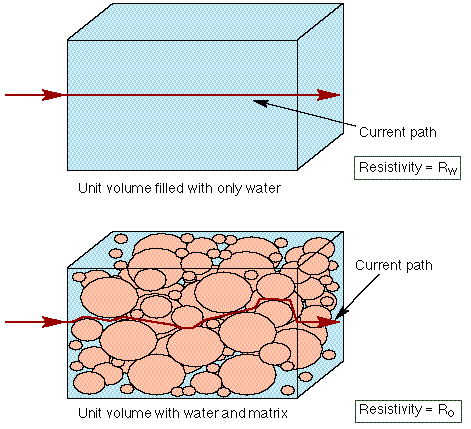 Current path
Resistivity = Rw
Unit volume filled with only water
Current path
Unit volume with water and matrix
Resistivity = Ro